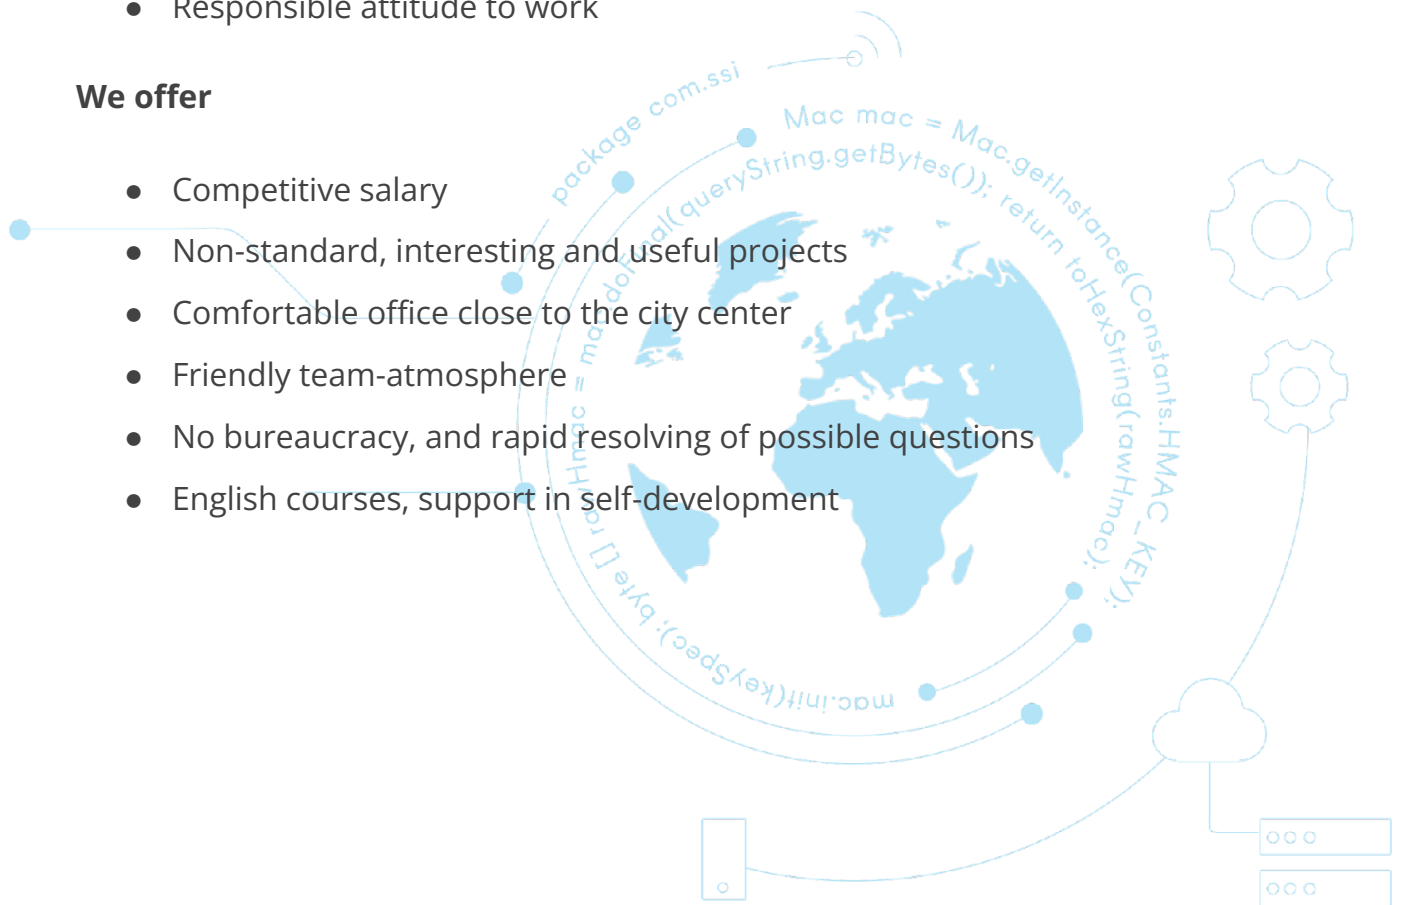 ● Responsible attitude to work
We offer
● Competitive salary
● Non-standard, interesting and useful projects
● Comfortable office close to the city center
● Friendly team-atmosphere
● No bureaucracy, and rapid resolving of possible questions
● English courses, support in self-development
package com.ssi
Mac mac = Mac.getInstance(Constants.HMAC_KEY);
mac.init(keySpec); byte [] rawHmac = mac.doFinal(queryString.getBytes()); return toHexString(rawHmac);